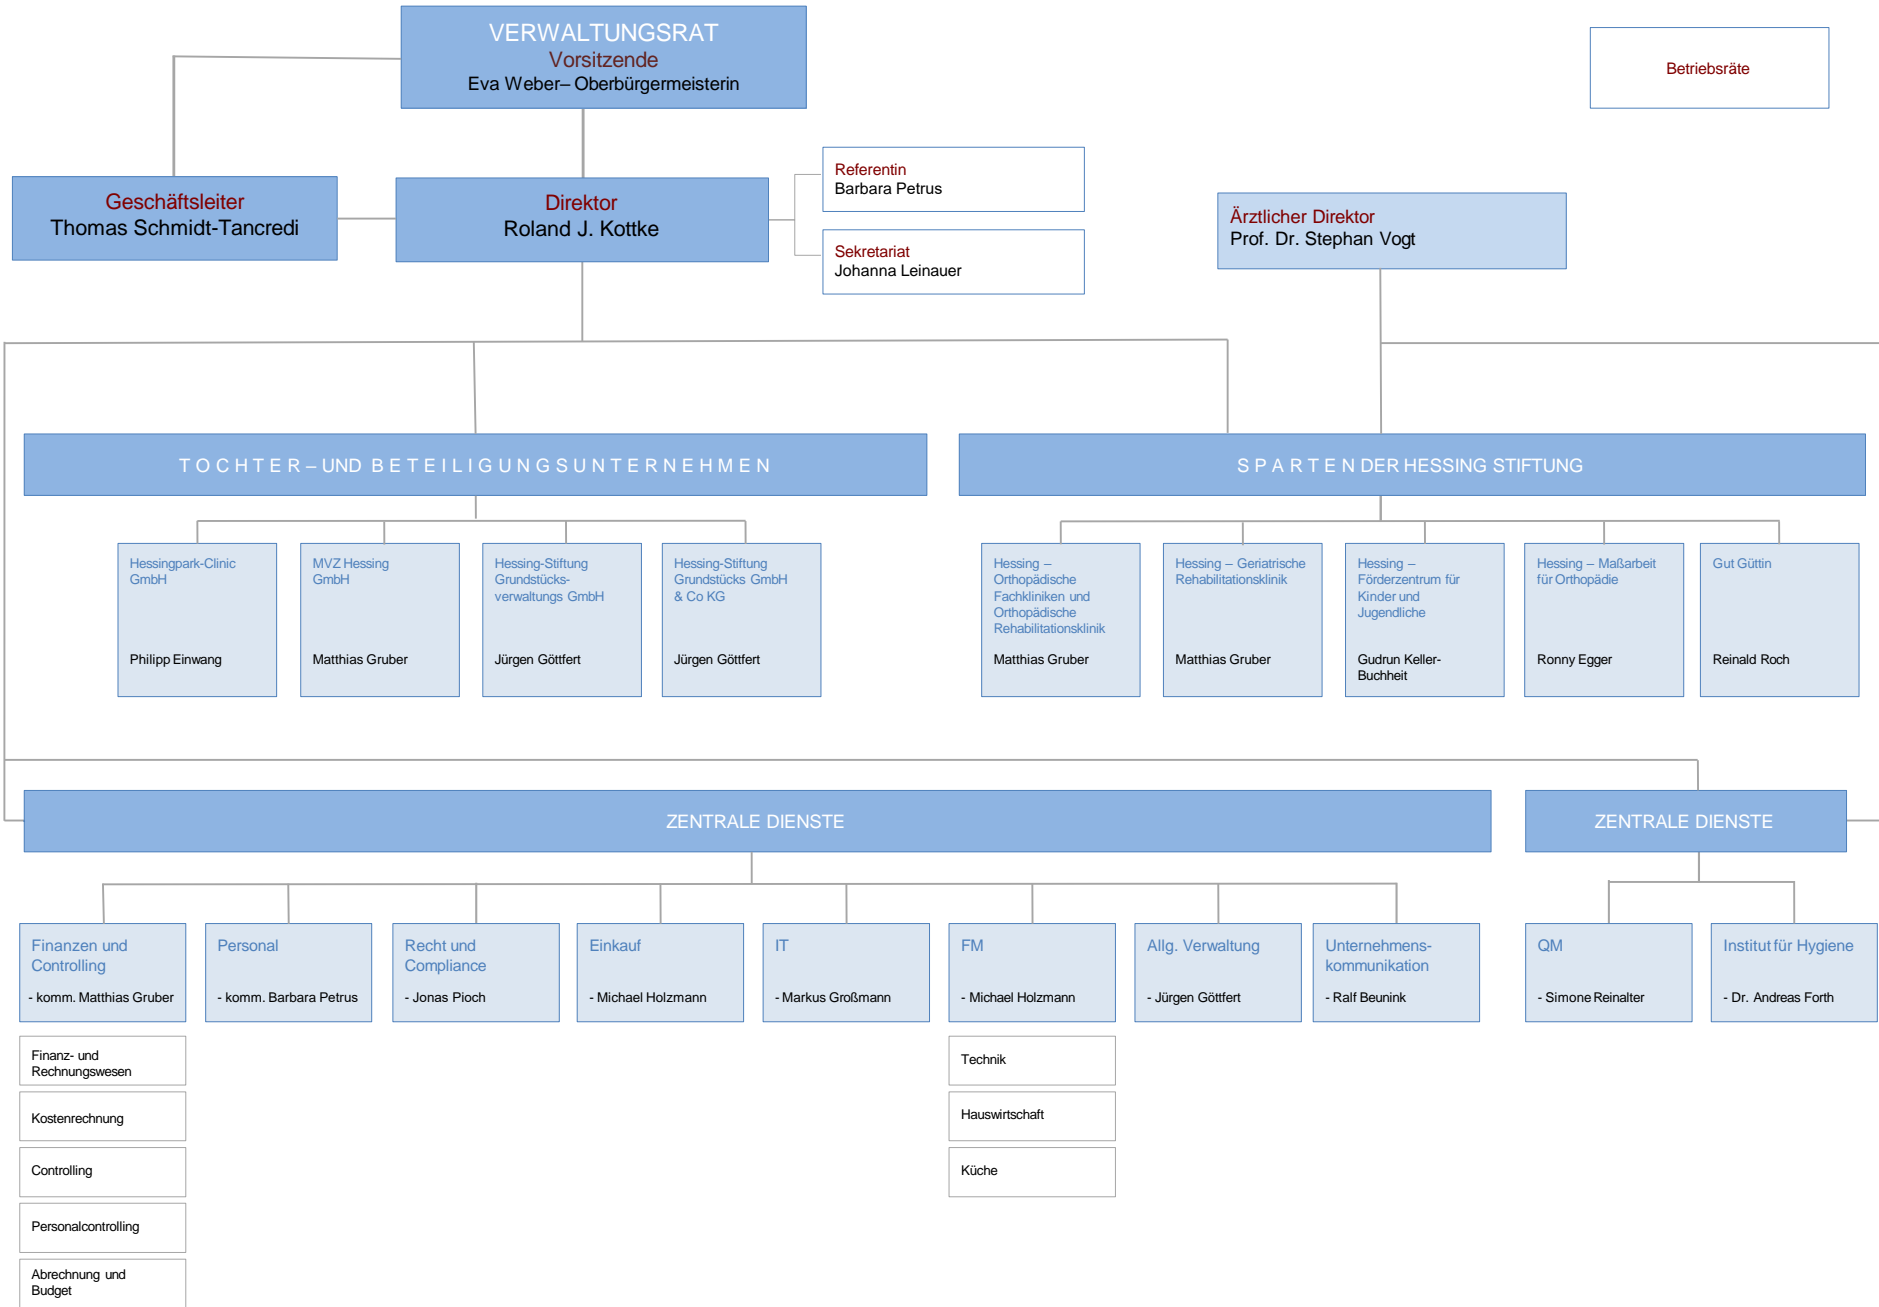 VERWALTUNGSRAT
Vorsitzende
Eva Weber– Oberbürgermeisterin
Betriebsräte
Geschäftsleiter
Thomas Schmidt-Tancredi
Direktor
Roland J. Kottke
Referentin
Barbara Petrus
Sekretariat
Johanna Leinauer
Ärztlicher Direktor
Prof. Dr. Stephan Vogt
T O C H T E R – UND B E T E I L I G U N G S U N T E R N E H M E N
S P A R T E N DER HESSING STIFTUNG
Hessingpark-Clinic
GmbH
Philipp Einwang
MVZ Hessing
GmbH
Matthias Gruber
Hessing-Stiftung
Grundstücks-
verwaltungs GmbH
Jürgen Göttfert
Hessing-Stiftung
Grundstücks GmbH
& Co KG
Jürgen Göttfert
Hessing –
Orthopädische
Fachkliniken und
Orthopädische
Rehabilitationsklinik
Matthias Gruber
Hessing – Geriatrische
Rehabilitationsklinik
Matthias Gruber
Hessing –
Förderzentrum für
Kinder und
Jugendliche
Gudrun Keller-
Buchheit
Hessing – Maßarbeit
für Orthopädie
Ronny Egger
Gut Güttin
Reinald Roch
ZENTRALE DIENSTE
ZENTRALE DIENSTE
Finanzen und
Controlling
- komm. Matthias Gruber
Personal
- komm. Barbara Petrus
Recht und
Compliance
- Jonas Pioch
Einkauf
- Michael Holzmann
IT
- Markus Großmann
FM
- Michael Holzmann
Allg. Verwaltung
- Jürgen Göttfert
Unternehmens-
kommunikation
- Ralf Beunink
QM
- Simone Reinalter
Institut für Hygiene
- Dr. Andreas Forth
Finanz- und
Rechnungswesen
Kostenrechnung
Controlling
Personalcontrolling
Abrechnung und
Budget
Technik
Hauswirtschaft
Küche